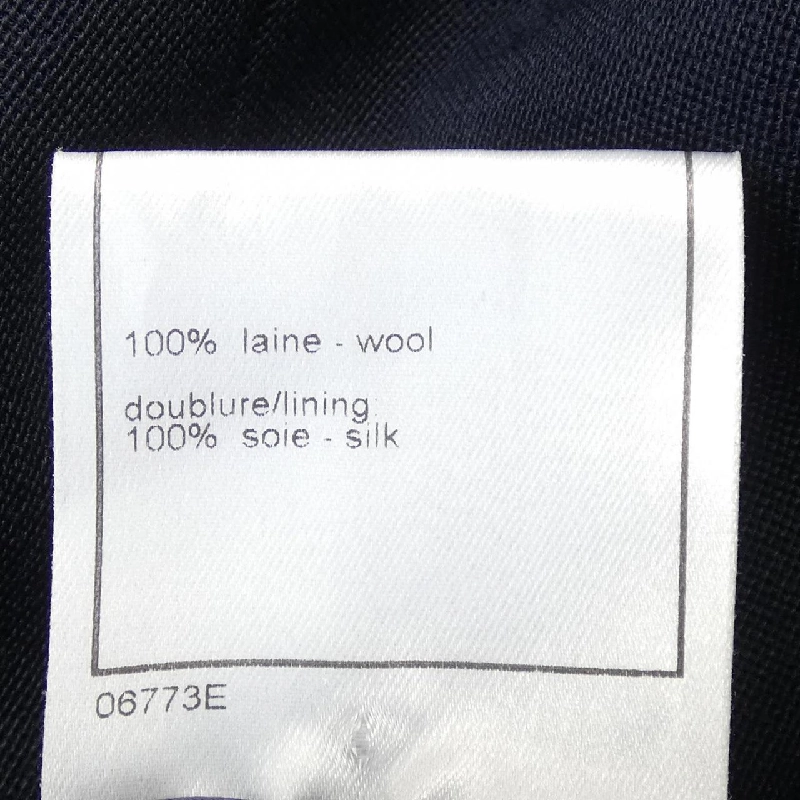 100% laine - wool
doublure/lining
100% soie - silk
06773E